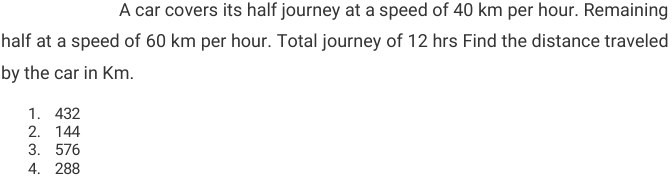 A car covers its half journey at a speed of 40 km per hour. Remaining
half at a speed of 60 km per hour. Total journey of 12 hrs Find the distance traveled
by the car in Km.
1. 432
2. 144
3. 576
4. 288